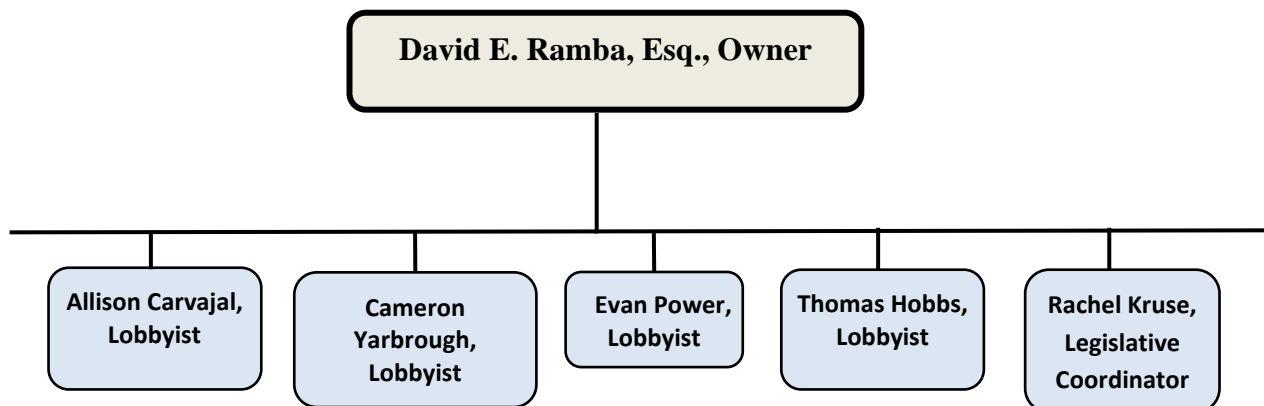 David E. Ramba, Esq., Owner
Allison Carvajal,
Lobbyist
Cameron
Yarbrough,
Lobbyist
Evan Power,
Lobbyist
Thomas Hobbs,
Lobbyist
Rachel Kruse,
Legislative
Coordinator